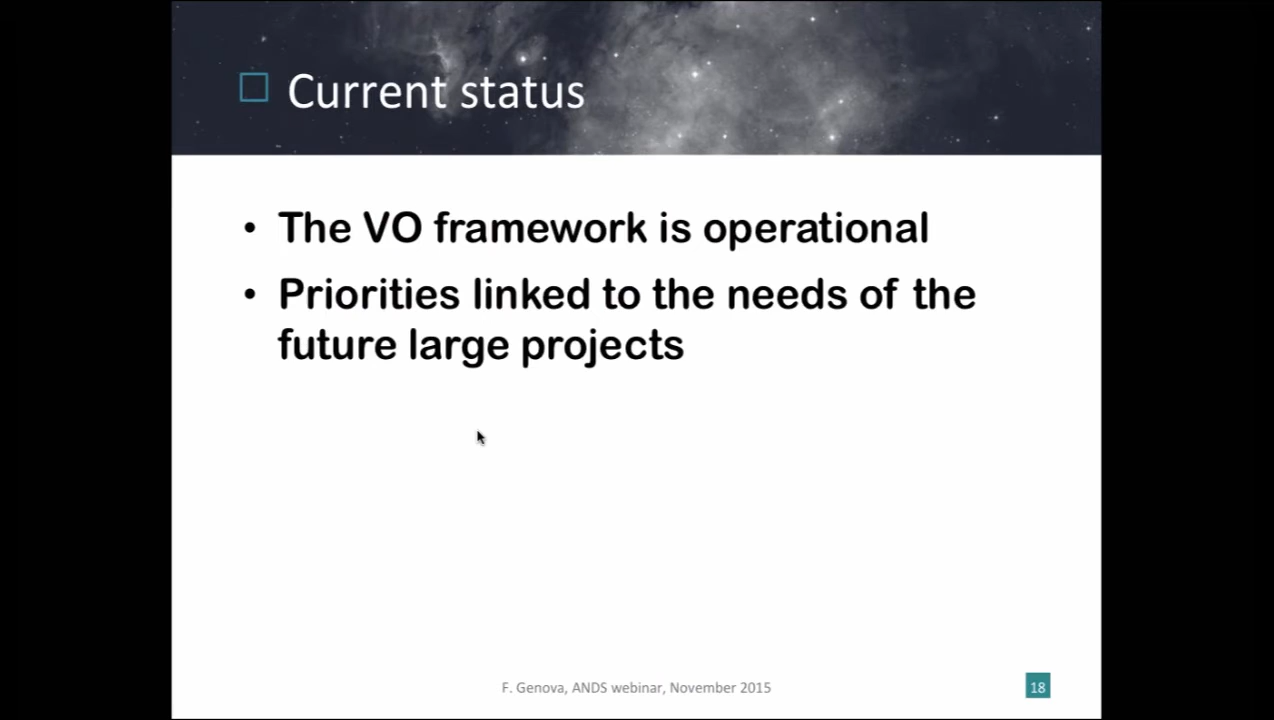 Current status
• The VO framework is operational
• Priorities linked to the needs of the
future large projects
F. Genova, ANDS webinar, November 2015
18